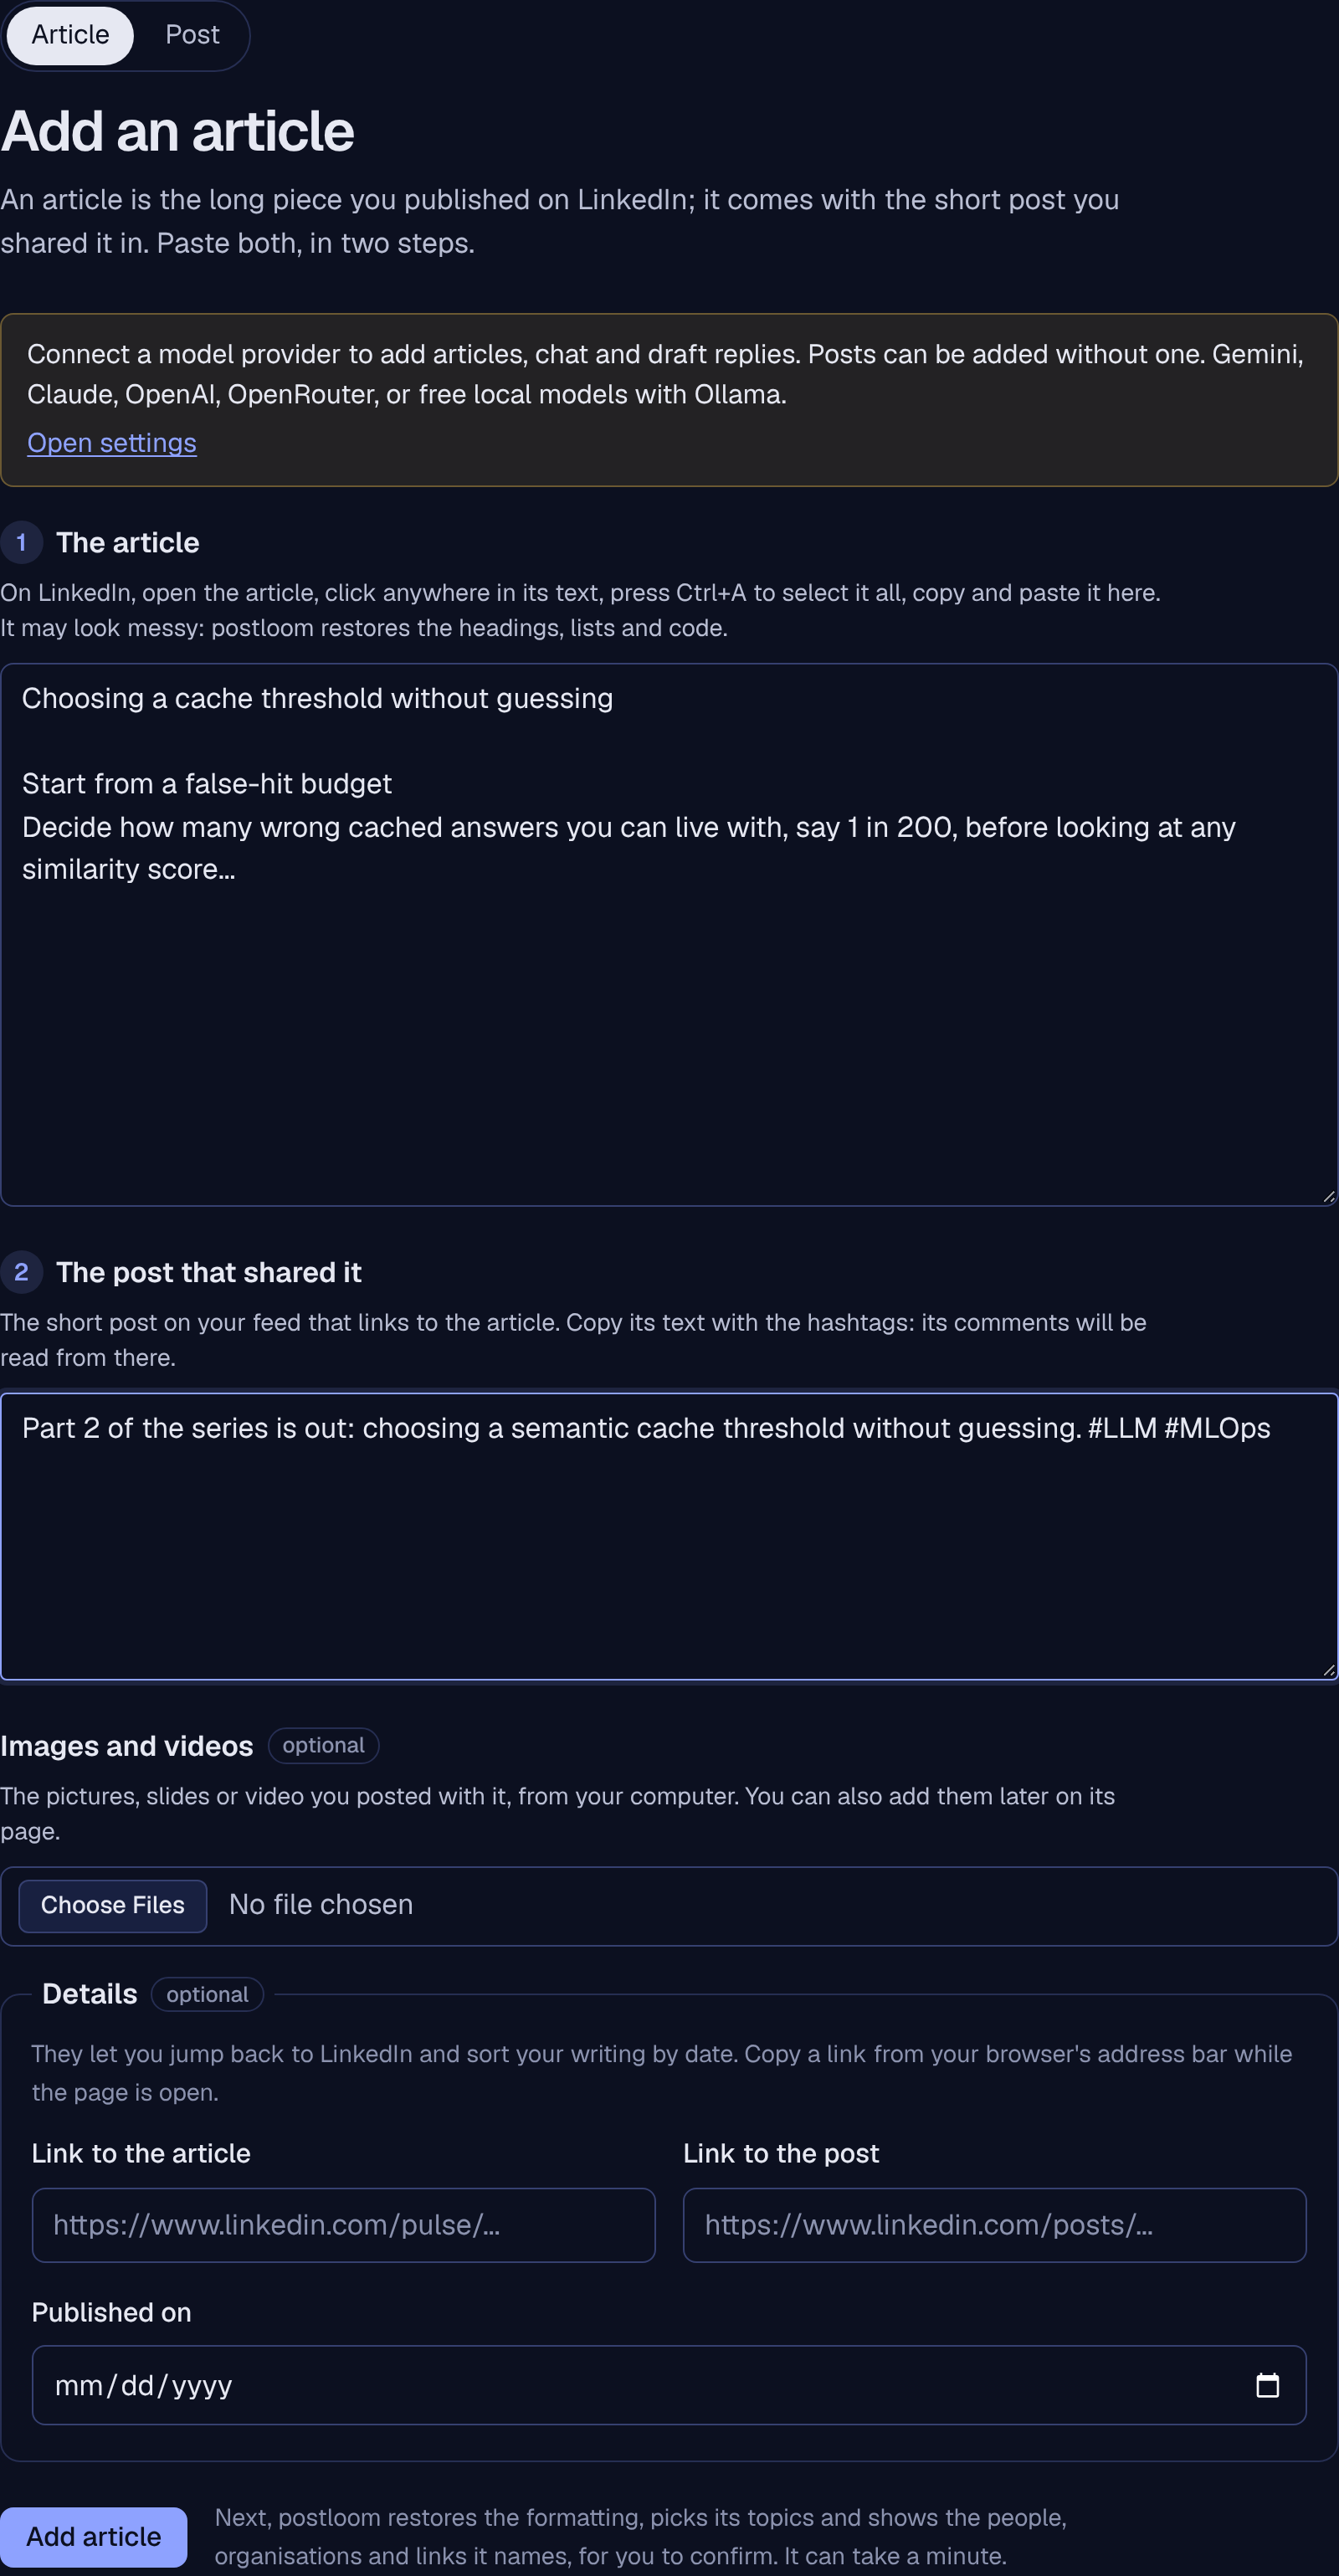 Article Post
Add an article
An article is the long piece you published on LinkedIn; it comes with the short post you
shared it in. Paste both, in two steps.
Connect a model provider to add articles, chat and draft replies. Posts can be added without one. Gemini,
Claude, OpenAI, OpenRouter, or free local models with Ollama.
Open settings
1 The article
On LinkedIn, open the article, click anywhere in its text, press Ctrl+A to select it all, copy and paste it here.
It may look messy: postloom restores the headings, lists and code.
Choosing a cache threshold without guessing
Start from a false-hit budget
Decide how many wrong cached answers you can live with, say 1 in 200, before looking at any
similarity score...
2 The post that shared it
The short post on your feed that links to the article. Copy its text with the hashtags: its comments will be
read from there.
Part 2 of the series is out: choosing a semantic cache threshold without guessing. #LLM #MLOps
Images and videos optional
The pictures, slides or video you posted with it, from your computer. You can also add them later on its
page.
Choose Files No file chosen
Details optional
They let you jump back to LinkedIn and sort your writing by date. Copy a link from your browser's address bar while
the page is open.
Link to the article Link to the post
https://www.linkedin.com/pulse/... https://www.linkedin.com/posts/...
Published on
mm/dd/yyyy
Add article Next, postloom restores the formatting, picks its topics and shows the people,
organisations and links it names, for you to confirm. It can take a minute.